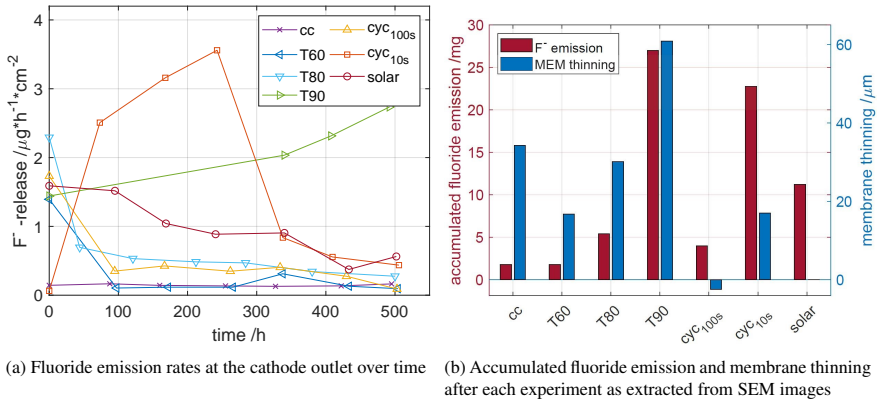 cc
T60
T80
T90
cyc100s
cyc10s
solar
4
3
2
1
0
F- -release /μg*h-1*cm-2
0
100
200
300
400
500
time /h
(a) Fluoride emission rates at the cathode outlet over time
F- emission
MEM thinning
30
25
20
15
10
5
0
accumulated fluoride emission /mg
60
40
20
0
membrane thinning /μm
cc
T60
T80
T90
cyc100s
cyc10s
solar
(b) Accumulated fluoride emission and membrane thinning
after each experiment as extracted from SEM images